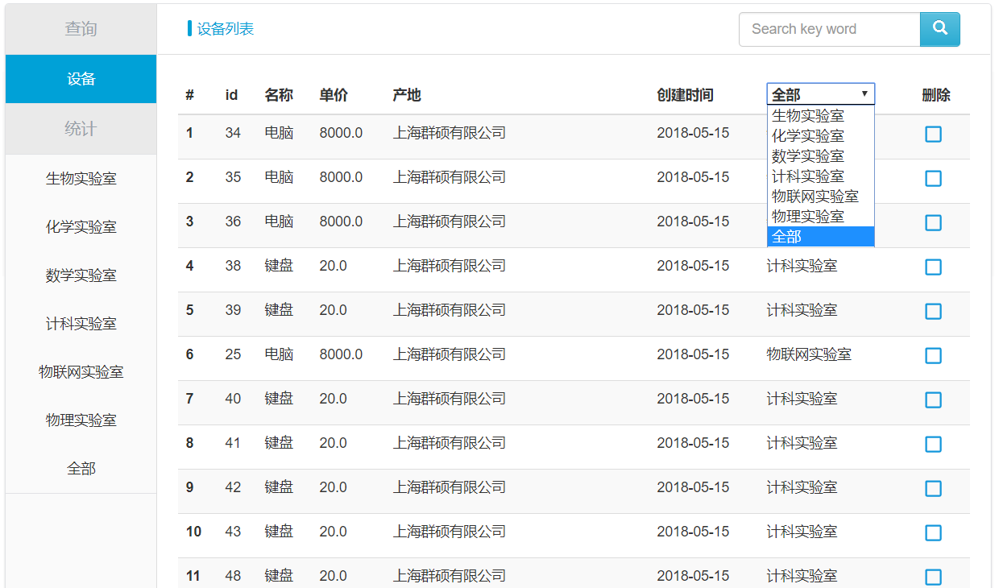 查询
设备
统计
生物实验室
化学实验室
数学实验室
计科实验室
物联网实验室
物理实验室
全部
设备列表
Search key word
# id 名称 单价 产地 创建时间 全部 删除
生物实验室
化学实验室
数学实验室
计科实验室
物联网实验室
物理实验室
全部
1 34 电脑 8000.0 上海群硕有限公司 2018-05-15
2 35 电脑 8000.0 上海群硕有限公司 2018-05-15
3 36 电脑 8000.0 上海群硕有限公司 2018-05-15
4 38 键盘 20.0 上海群硕有限公司 2018-05-15 计科实验室
5 39 键盘 20.0 上海群硕有限公司 2018-05-15 计科实验室
6 25 电脑 8000.0 上海群硕有限公司 2018-05-15 物联网实验室
7 40 键盘 20.0 上海群硕有限公司 2018-05-15 计科实验室
8 41 键盘 20.0 上海群硕有限公司 2018-05-15 计科实验室
9 42 键盘 20.0 上海群硕有限公司 2018-05-15 计科实验室
10 43 键盘 20.0 上海群硕有限公司 2018-05-15 计科实验室
11 48 键盘 20.0 上海群硕有限公司 2018-05-15 计科实验室